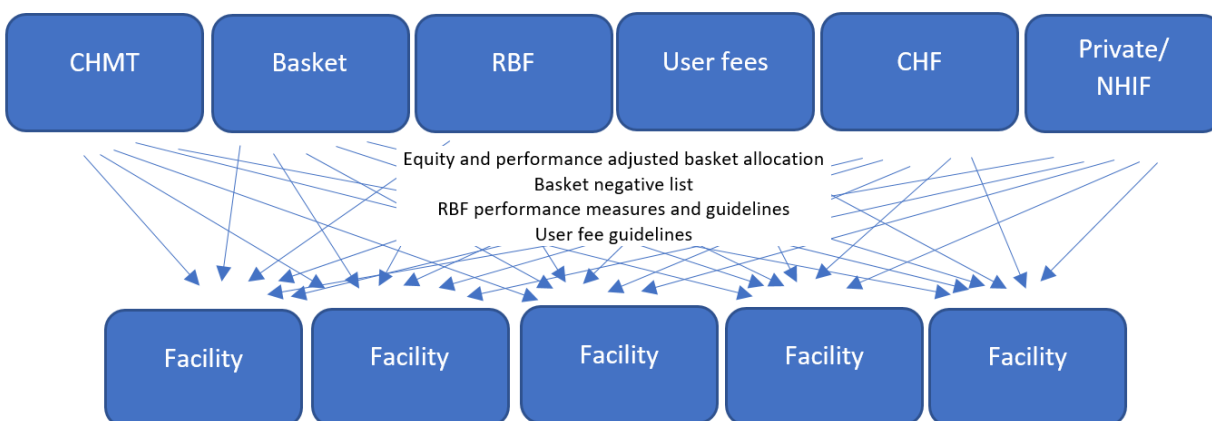 CHMT
Basket
RBF
User fees
CHF
Private/
NHIF
Equity and performance adjusted basket allocation
Basket negative list
RBF performance measures and guidelines
User fee guidelines
Facility
Facility
Facility
Facility
Facility